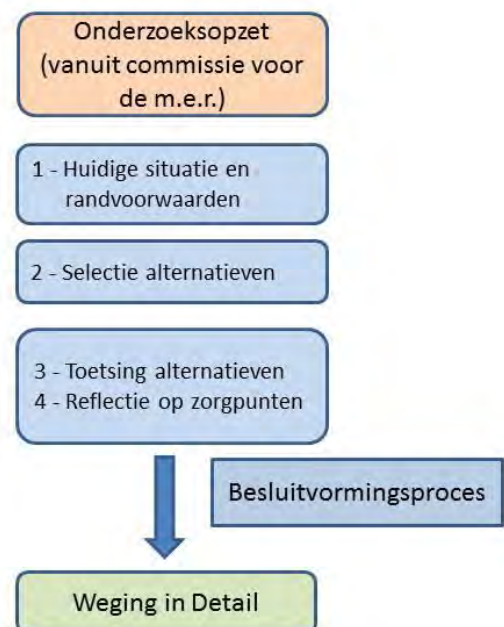 Onderzoeksopzet
(vanuit commissie voor
de m.e.r.)
1 - Huidige situatie en
randvoorwaarden
2 - Selectie alternatieven
3 - Toetsing alternatieven
4 - Reflectie op zorgpunten
Besluitvormingsproces
Weging in Detail